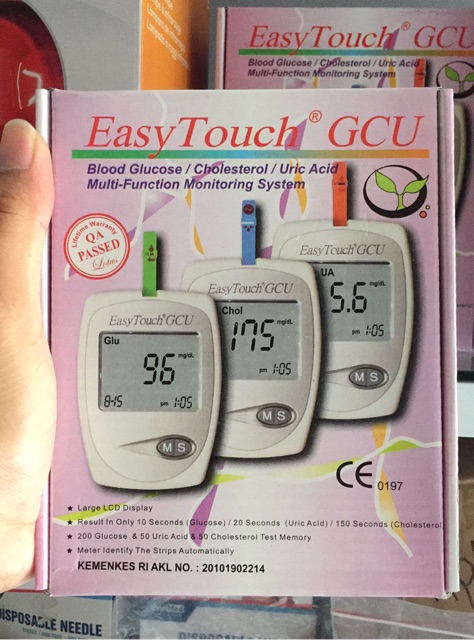 EasyTouch® GCU
Blood Glucose / Cholesterol / Uric Acid
Multi-Function Monitoring System
EasyTouch® GCU
Blood Glucose / Cholesterol / Uric Acid
Multi-Function Monitoring System
Lifetime Warranty
QA
PASSED
Lotus
EasyTouch® GCU
UA
5.6 mg/dL
pm 1:05
M S
EasyTouch® GCU
Chol
175 mg/dL
pm 1:05
M S
EasyTouch® GCU
Glu
96 mg/dL
8-15 pm 1:05
M S
CE 0197
★ Large LCD Display
★ Result In Only 10 Seconds (Glucose) / 20 Seconds (Uric Acid) / 150 Seconds (Cholesterol
★ 200 Glucose & 50 Uric Acid & 50 Cholesterol Test Memory
★ Meter Identify The Strips Automatically
KEMENKES RI AKL NO. : 20101902214
DISPOSABLE NEEDLE